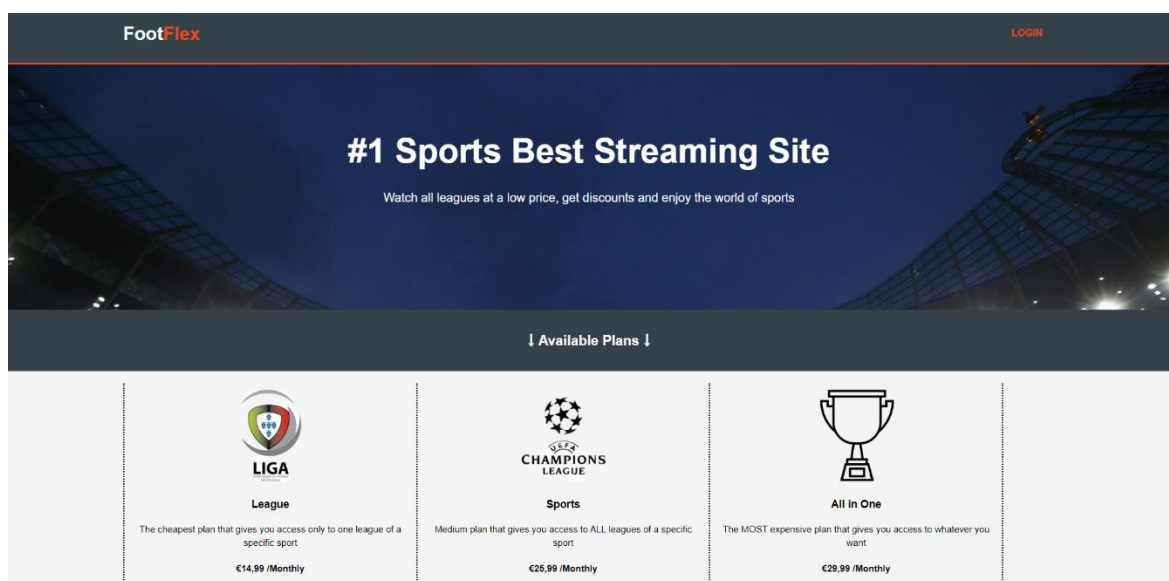 FootFlex
LOGIN
#1 Sports Best Streaming Site
Watch all leagues at a low price, get discounts and enjoy the world of sports
↓ Available Plans ↓
LIGA
League
The cheapest plan that gives you access only to one league of a
specific sport
€14,99 /Monthly
UEFA
CHAMPIONS
LEAGUE
Sports
Medium plan that gives you access to ALL leagues of a specific
sport
€25,99 /Monthly
All in One
The MOST expensive plan that gives you access to whatever you
want
€29,99 /Monthly